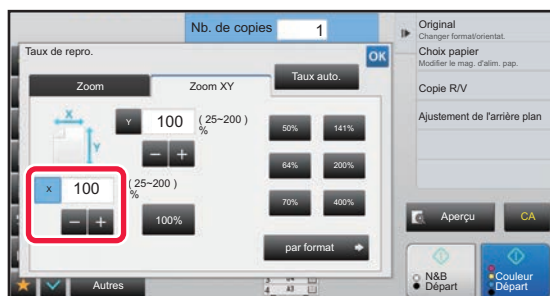 Nb. de copies 1
Taux de repro.
OK
Zoom
Zoom XY
Taux auto.
X
Y
Y 100 ( 25~200 )
%
X 100 ( 25~200 )
%
100%
50% 141%
64% 200%
70% 400%
par format
Autres
A3
4
Original
Changer format/orientat.
Choix papier
Modifier le mag. d'alim. pap.
Copie R/V
Ajustement de l'arrière plan
Aperçu
CA
N&B
Départ
Couleur
Départ